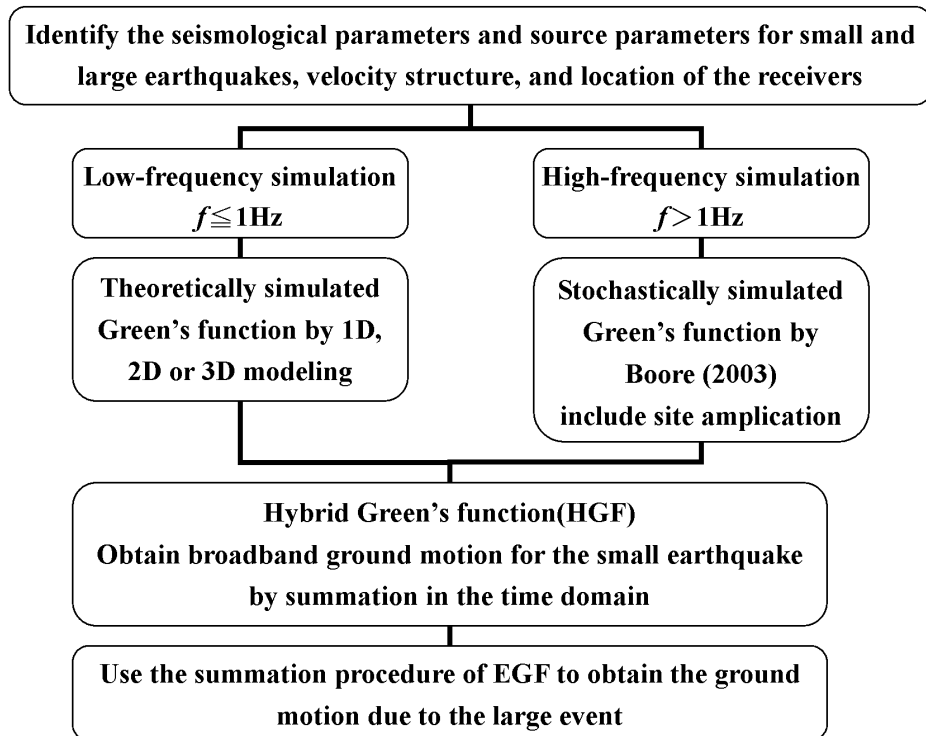 Identify the seismological parameters and source parameters for small and
large earthquakes, velocity structure, and location of the receivers
Low-frequency simulation
f≦1Hz
High-frequency simulation
f>1Hz
Theoretically simulated
Green's function by 1D,
2D or 3D modeling
Stochastically simulated
Green's function by
Boore (2003)
include site amplication
Hybrid Green's function(HGF)
Obtain broadband ground motion for the small earthquake
by summation in the time domain
Use the summation procedure of EGF to obtain the ground
motion due to the large event